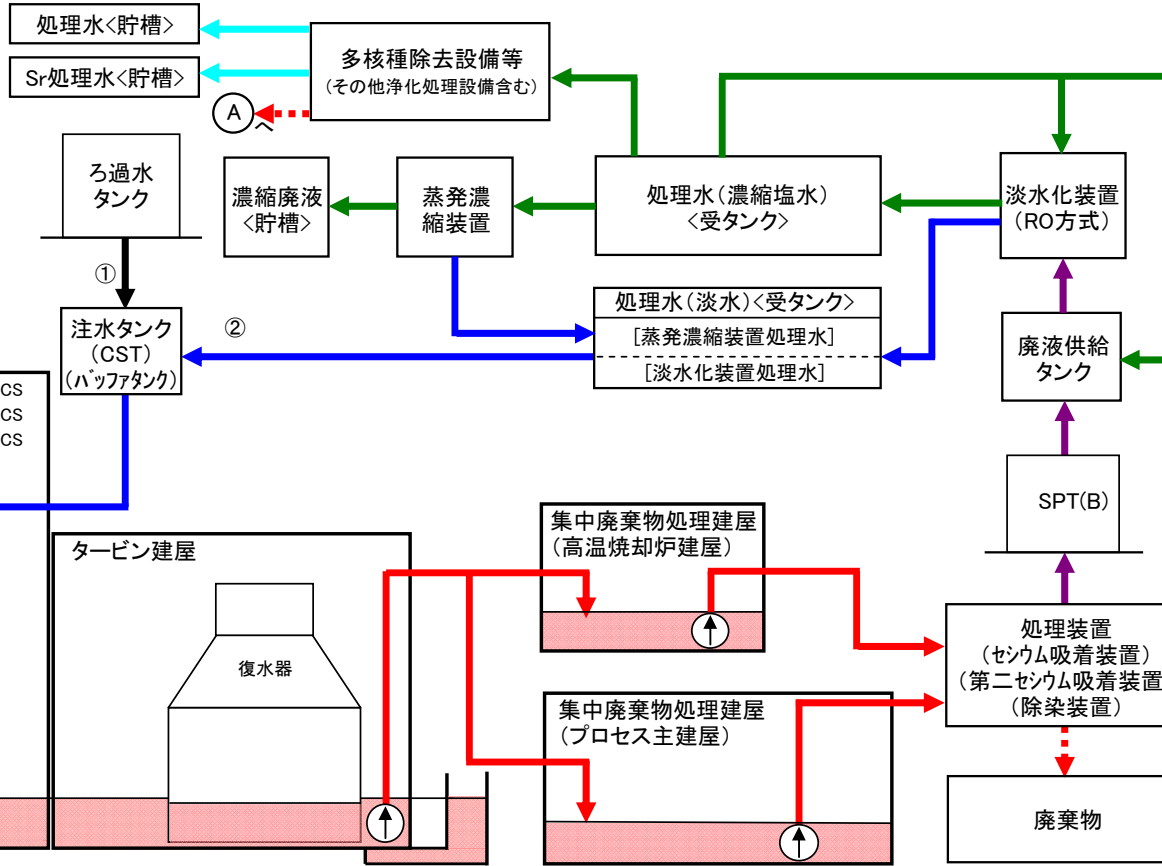 処理水<貯槽>
Sr処理水<貯槽>
多核種除去設備等
(その他浄化処理設備含む)
A
へ
ろ過水
タンク
濃縮廃液
<貯槽>
蒸発濃
縮装置
処理水(濃縮塩水)
<受タンク>
淡水化装置
(RO方式)
①
注水タンク
(CST)
(バッファタンク)
②
処理水(淡水)<受タンク>
[蒸発濃縮装置処理水]
[淡水化装置処理水]
廃液供給
タンク
CS
CS
CS
SPT(B)
タービン建屋
復水器
集中廃棄物処理建屋
(高温焼却炉建屋)
集中廃棄物処理建屋
(プロセス主建屋)
処理装置
(セシウム吸着装置)
(第二セシウム吸着装置
(除染装置)
廃棄物